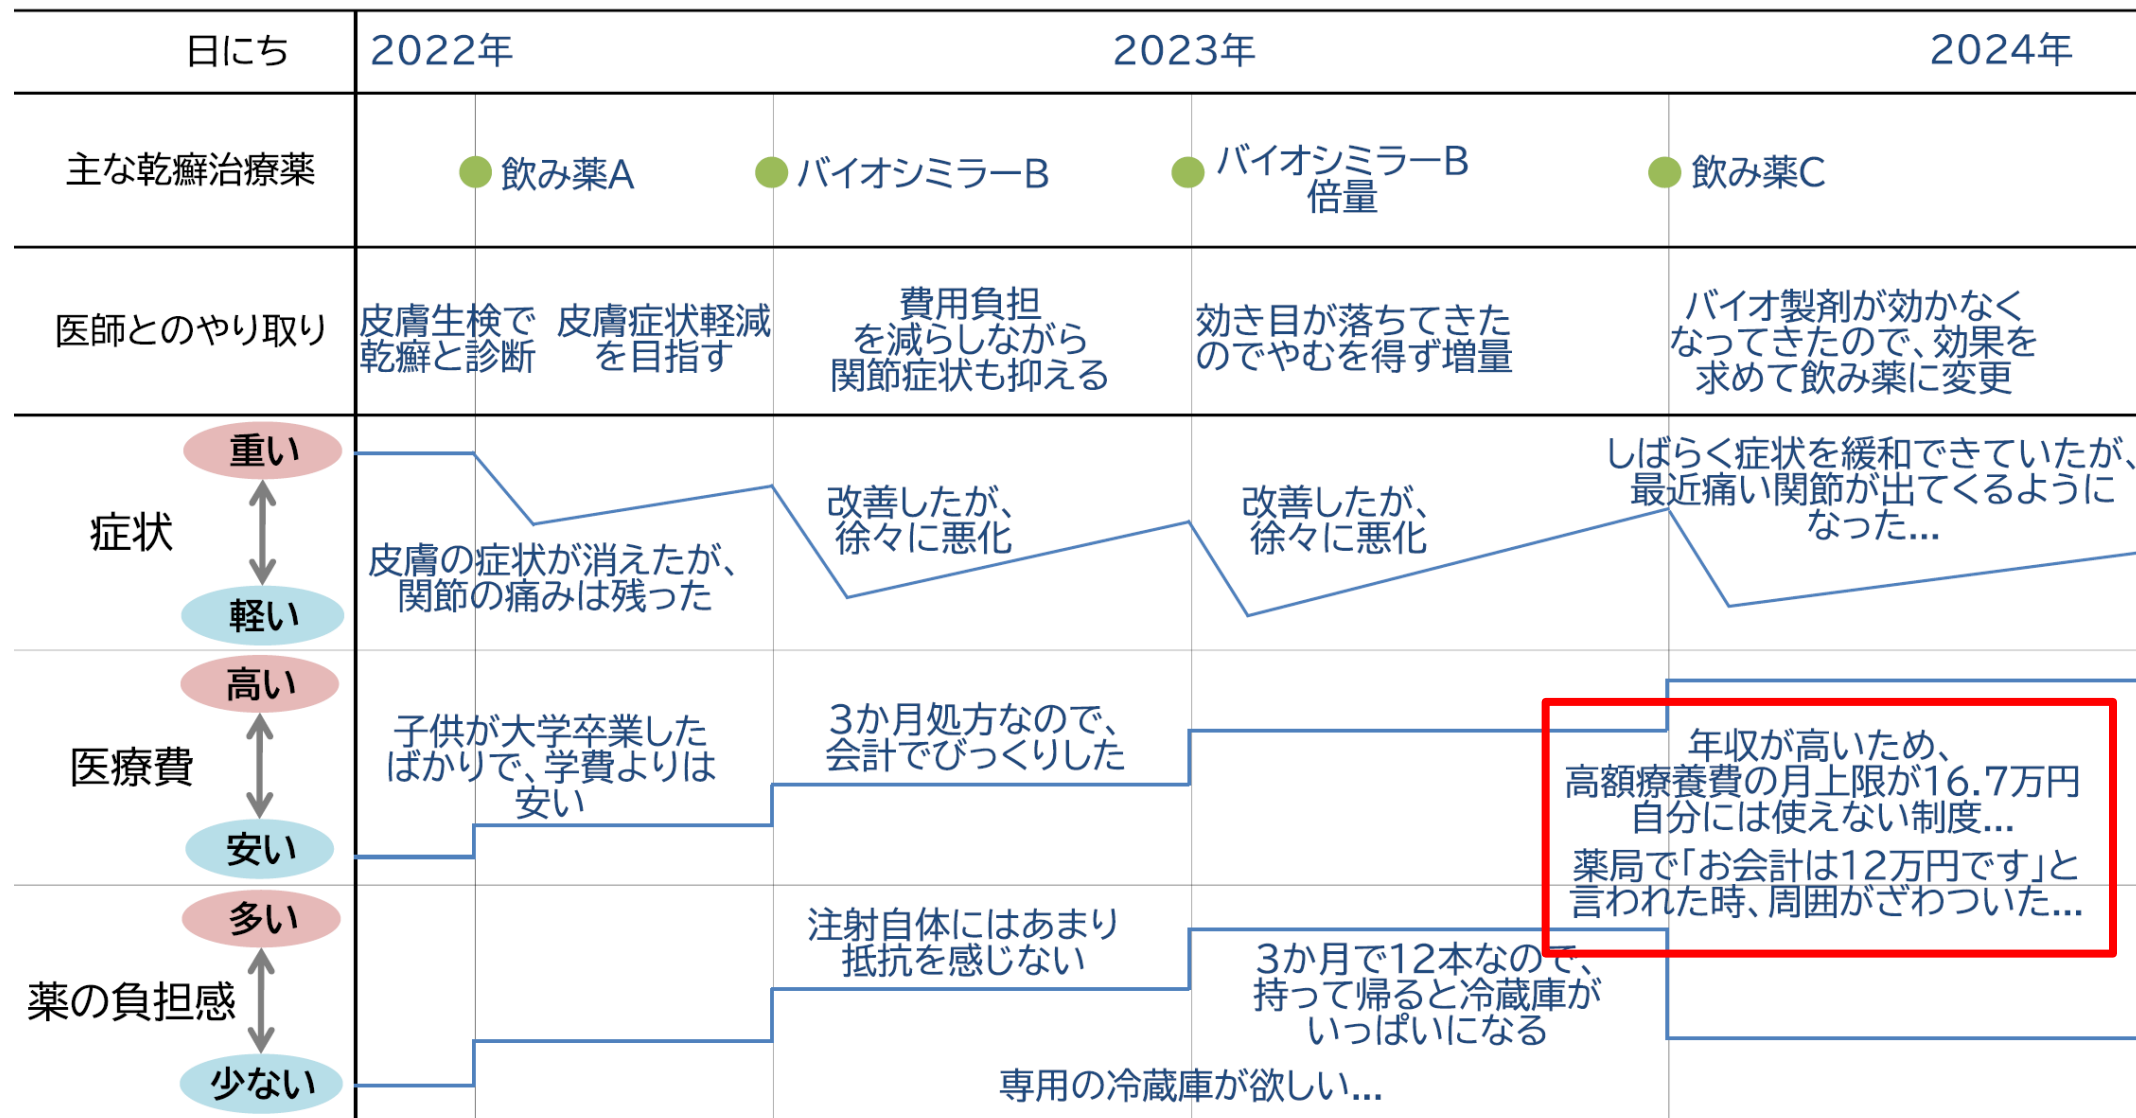 日にち
2022年
2023年
2024年
主な乾癬治療薬
飲み薬A
バイオシミラーB
バイオシミラーB
倍量
飲み薬C
医師とのやり取り
皮膚生検で
乾癬と診断
皮膚症状軽減
を目指す
費用負担
を減らしながら
関節症状も抑える
効き目が落ちてきた
のでやむを得ず増量
バイオ製剤が効かなく
なってきたので、効果を
求めて飲み薬に変更
症状
重い
軽い
皮膚の症状が消えたが、
関節の痛みは残った
改善したが、
徐々に悪化
改善したが、
徐々に悪化
しばらく症状を緩和できていたが、
最近痛い関節が出てくるように
なった…
医療費
高い
安い
子供が大学卒業した
ばかりで、学費よりは
安い
3か月処方なので、
会計でびっくりした
年収が高いため、
高額療養費の月上限が16.7万円
自分には使えない制度…
薬局で「お会計は12万円です」と
言われた時、周囲がざわついた…
薬の負担感
多い
少ない
注射自体にはあまり
抵抗を感じない
3か月で12本なので、
持って帰ると冷蔵庫が
いっぱいになる
専用の冷蔵庫が欲しい…